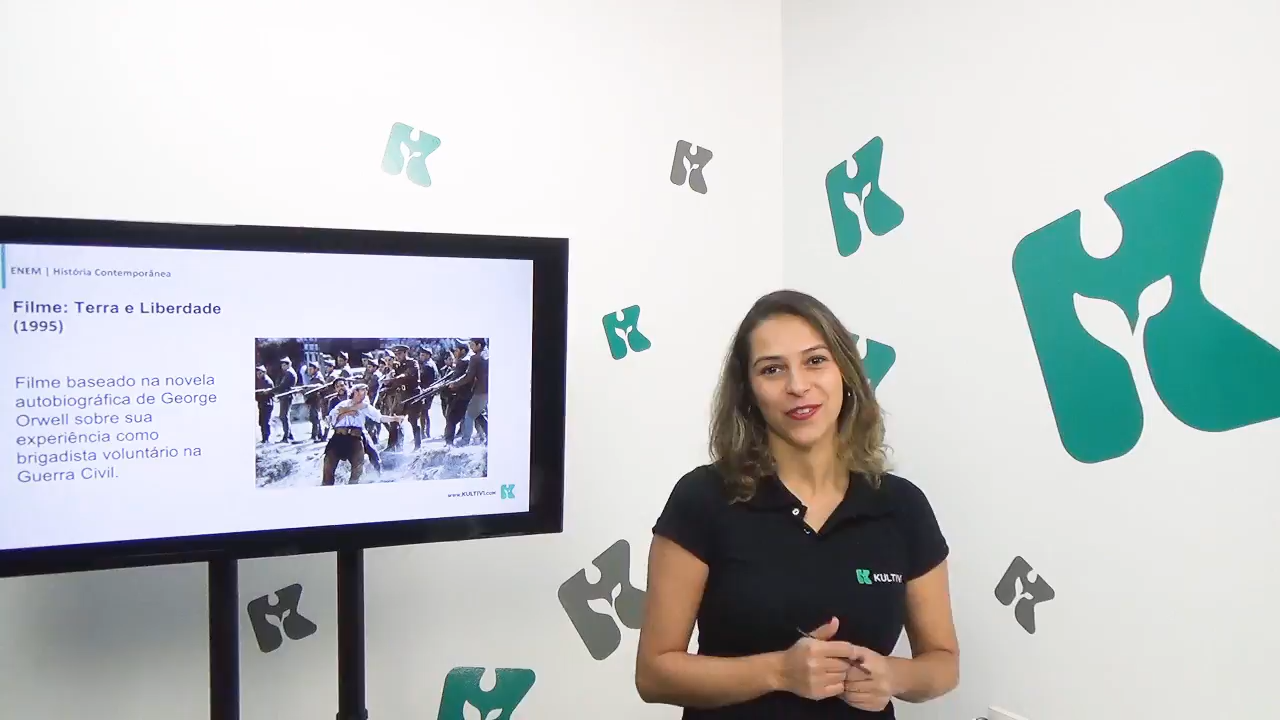 ENEM | História Contemporânea
Filme: Terra e Liberdade
(1995)
Filme baseado na novela
autobiográfica de George
Orwell sobre sua
experiência como
brigadista voluntário na
Guerra Civil.
www.KULTIVI.COM
KULTIVI